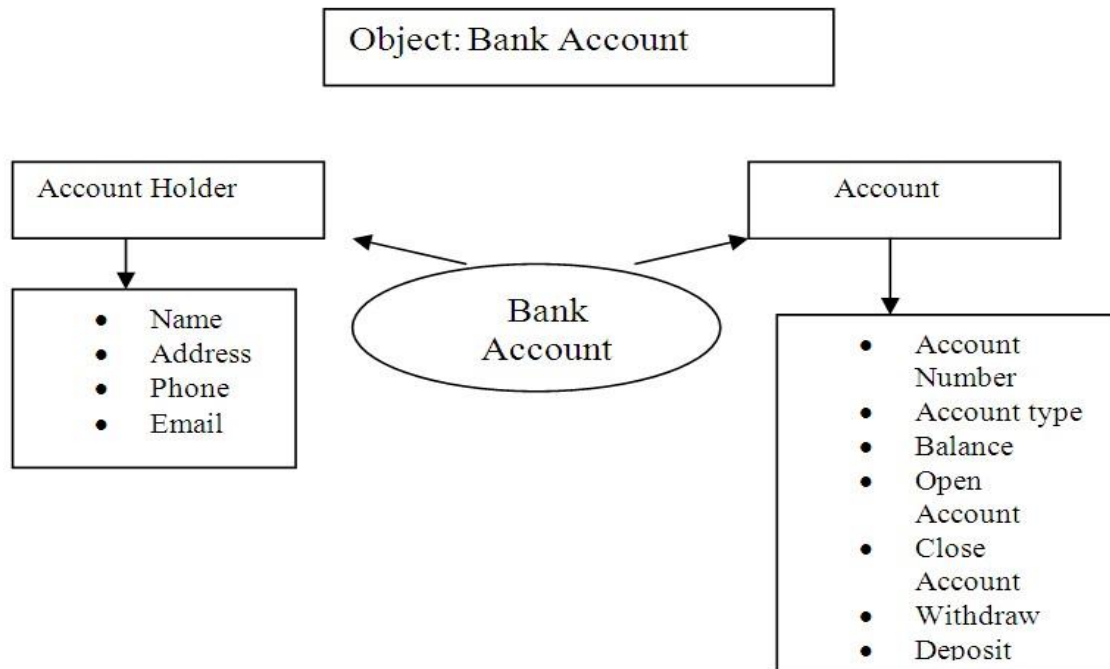 Object: Bank Account
Account Holder
Account
Bank
Account
• Name
• Address
• Phone
• Email
• Account
Number
• Account type
• Balance
• Open
Account
• Close
Account
• Withdraw
• Deposit